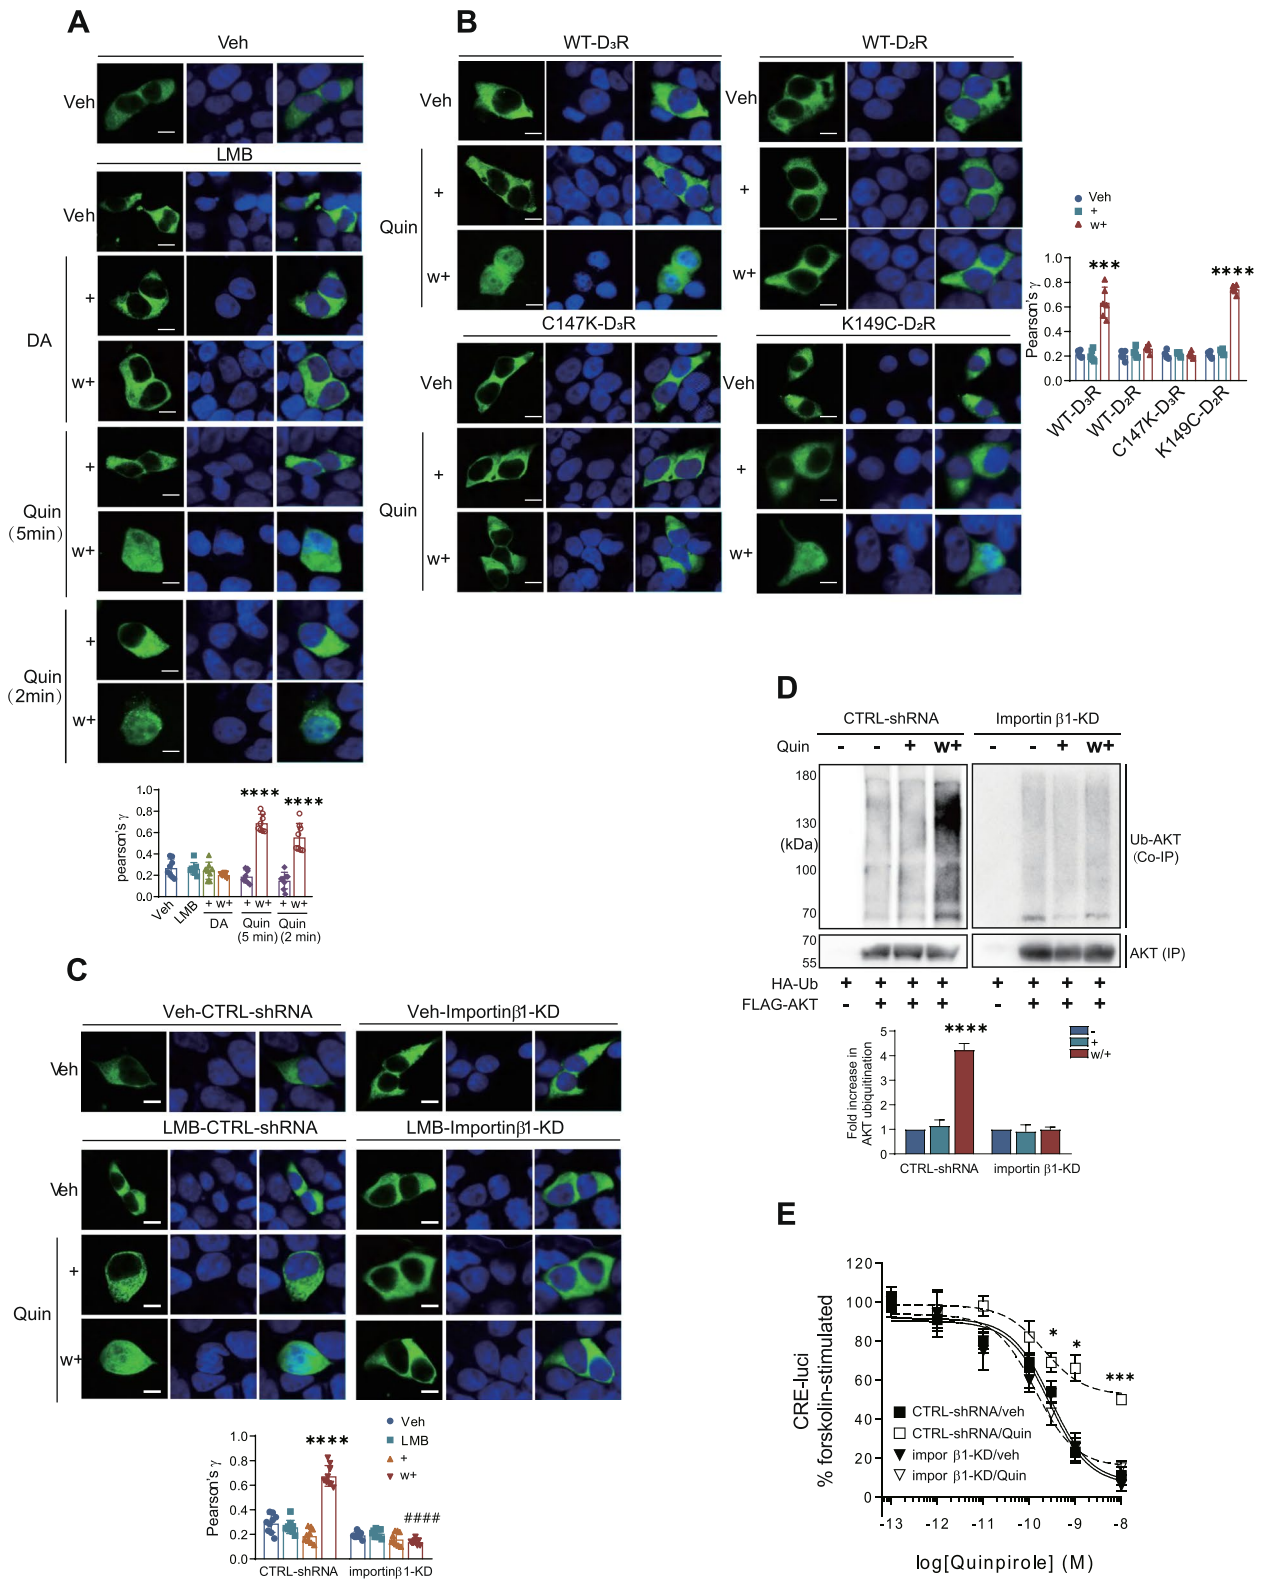 A
Veh
Veh
LMB
Veh
+
DA
w+
+
Quin
(5min)
w+
+
Quin
(2min)
w+
1.0
0.8
0.6
0.4
0.2
0.0
pearson's γ
**** ****
Veh LMB + w+ + w+ + w+
DA Quin Quin
(5 min) (2 min)
B
WT-D₃R WT-D₂R
Veh Veh
+ +
Quin
w+ w+
C147K-D₃R K149C-D₂R
Veh Veh
+ +
Quin
w+ w+
Veh
+
w+
1.0
0.8
0.6
0.4
0.2
0.0
Pearson's γ
*** ****
WT-D₃R WT-D₂R C147K-D₃R K149C-D₂R
C
Veh-CTRL-shRNA Veh-Importinβ1-KD
Veh
LMB-CTRL-shRNA LMB-Importinβ1-KD
Veh
+
Quin
w+
Veh
LMB
+
w+
1.0
0.8
0.6
0.4
0.2
0.0
Pearson's γ
**** ####
CTRL-shRNA importinβ1-KD
D
CTRL-shRNA Importin β1-KD
Quin - - + w+ - - + w+
180
130
(kDa)
100
70
Ub-AKT
(Co-IP)
70
55
AKT (IP)
HA-Ub + + + + + + + +
FLAG-AKT - + + + - + + +
5
4
3
2
1
0
Fold increase in
AKT ubiquitination
****
-
+
w/+
CTRL-shRNA importin β1-KD
E
120
100
80
60
40
20
0
CRE-luci
% forskolin-stimulated
* * ***
CTRL-shRNA/veh
CTRL-shRNA/Quin
impor β1-KD/veh
impor β1-KD/Quin
-13 -12 -11 -10 -9 -8
log[Quinpirole] (M)